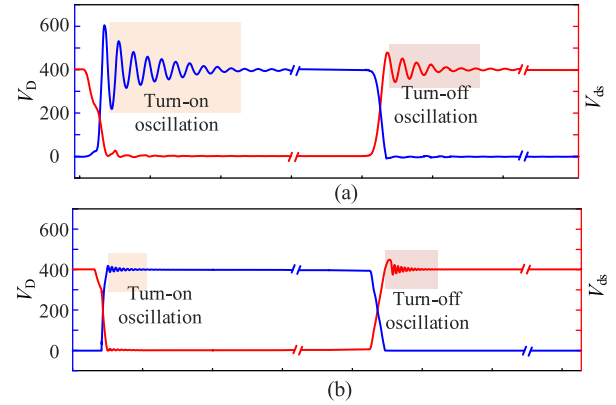 600
400
200
0
V_D
Turn-on
oscillation
Turn-off
oscillation
V_ds
(a)
600
400
200
0
V_D
Turn-on
oscillation
Turn-off
oscillation
V_ds
(b)